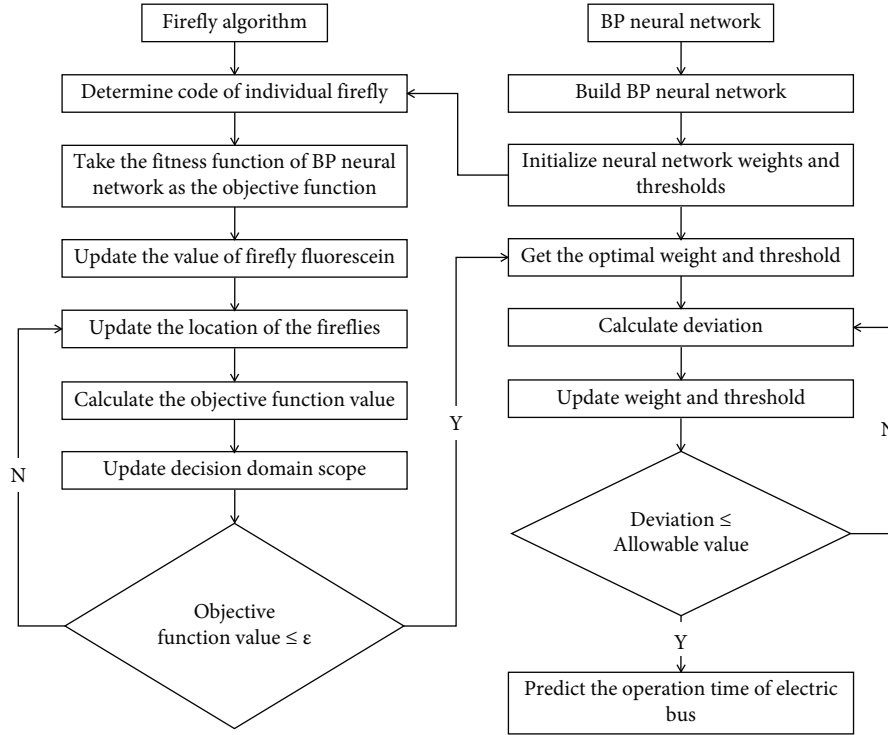 Firefly algorithm
Determine code of individual firefly
Take the fitness function of BP neural
network as the objective function
Update the value of firefly fluorescein
Update the location of the fireflies
Calculate the objective function value
Update decision domain scope
Objective
function value ≤ ε
N
Y
BP neural network
Build BP neural network
Initialize neural network weights and
thresholds
Get the optimal weight and threshold
Calculate deviation
Update weight and threshold
Deviation ≤
Allowable value
N
Y
Predict the operation time of electric
bus